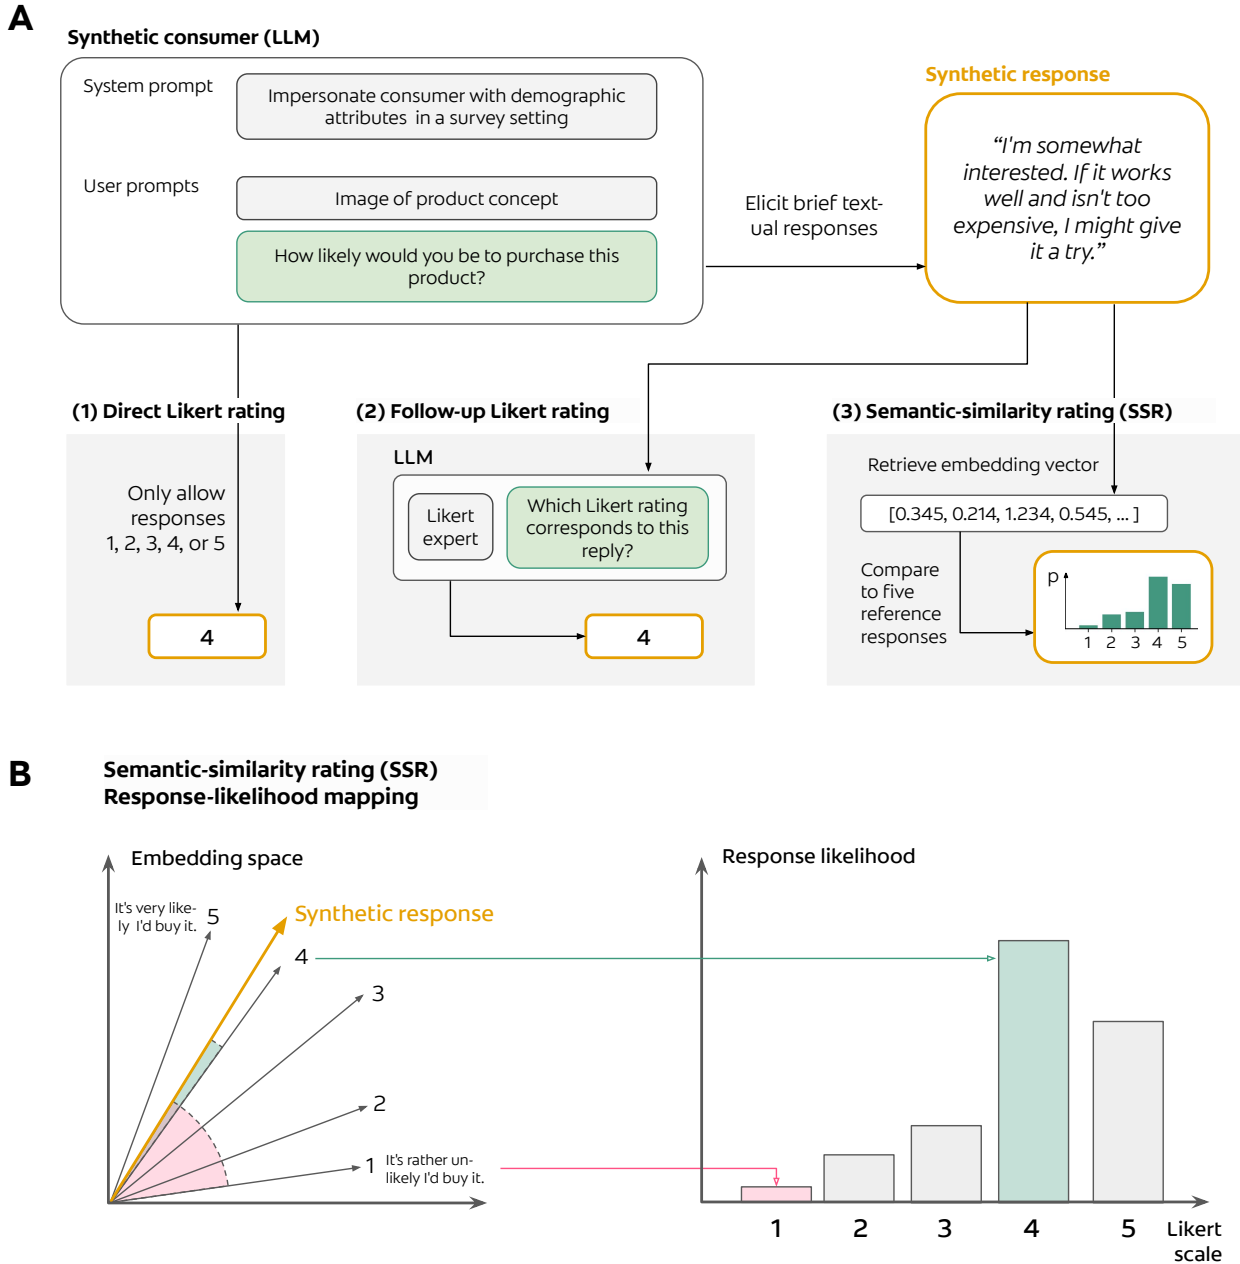 A
Synthetic consumer (LLM)
System prompt
Impersonate consumer with demographic
attributes in a survey setting
User prompts
Image of product concept
How likely would you be to purchase this
product?
Elicit brief text-
ual responses
Synthetic response
“I'm somewhat
interested. If it works
well and isn't too
expensive, I might give
it a try.”
(1) Direct Likert rating
Only allow
responses
1, 2, 3, 4, or 5
4
(2) Follow-up Likert rating
LLM
Likert
expert
Which Likert rating
corresponds to this
reply?
4
(3) Semantic-similarity rating (SSR)
Retrieve embedding vector
[0.345, 0.214, 1.234, 0.545, ... ]
Compare
to five
reference
responses
p
1 2 3 4 5
B
Semantic-similarity rating (SSR)
Response-likelihood mapping
Embedding space
It's very like-
ly I'd buy it.
5
Synthetic response
4
3
2
1
It's rather un-
likely I'd buy it.
Response likelihood
1 2 3 4 5
Likert
scale